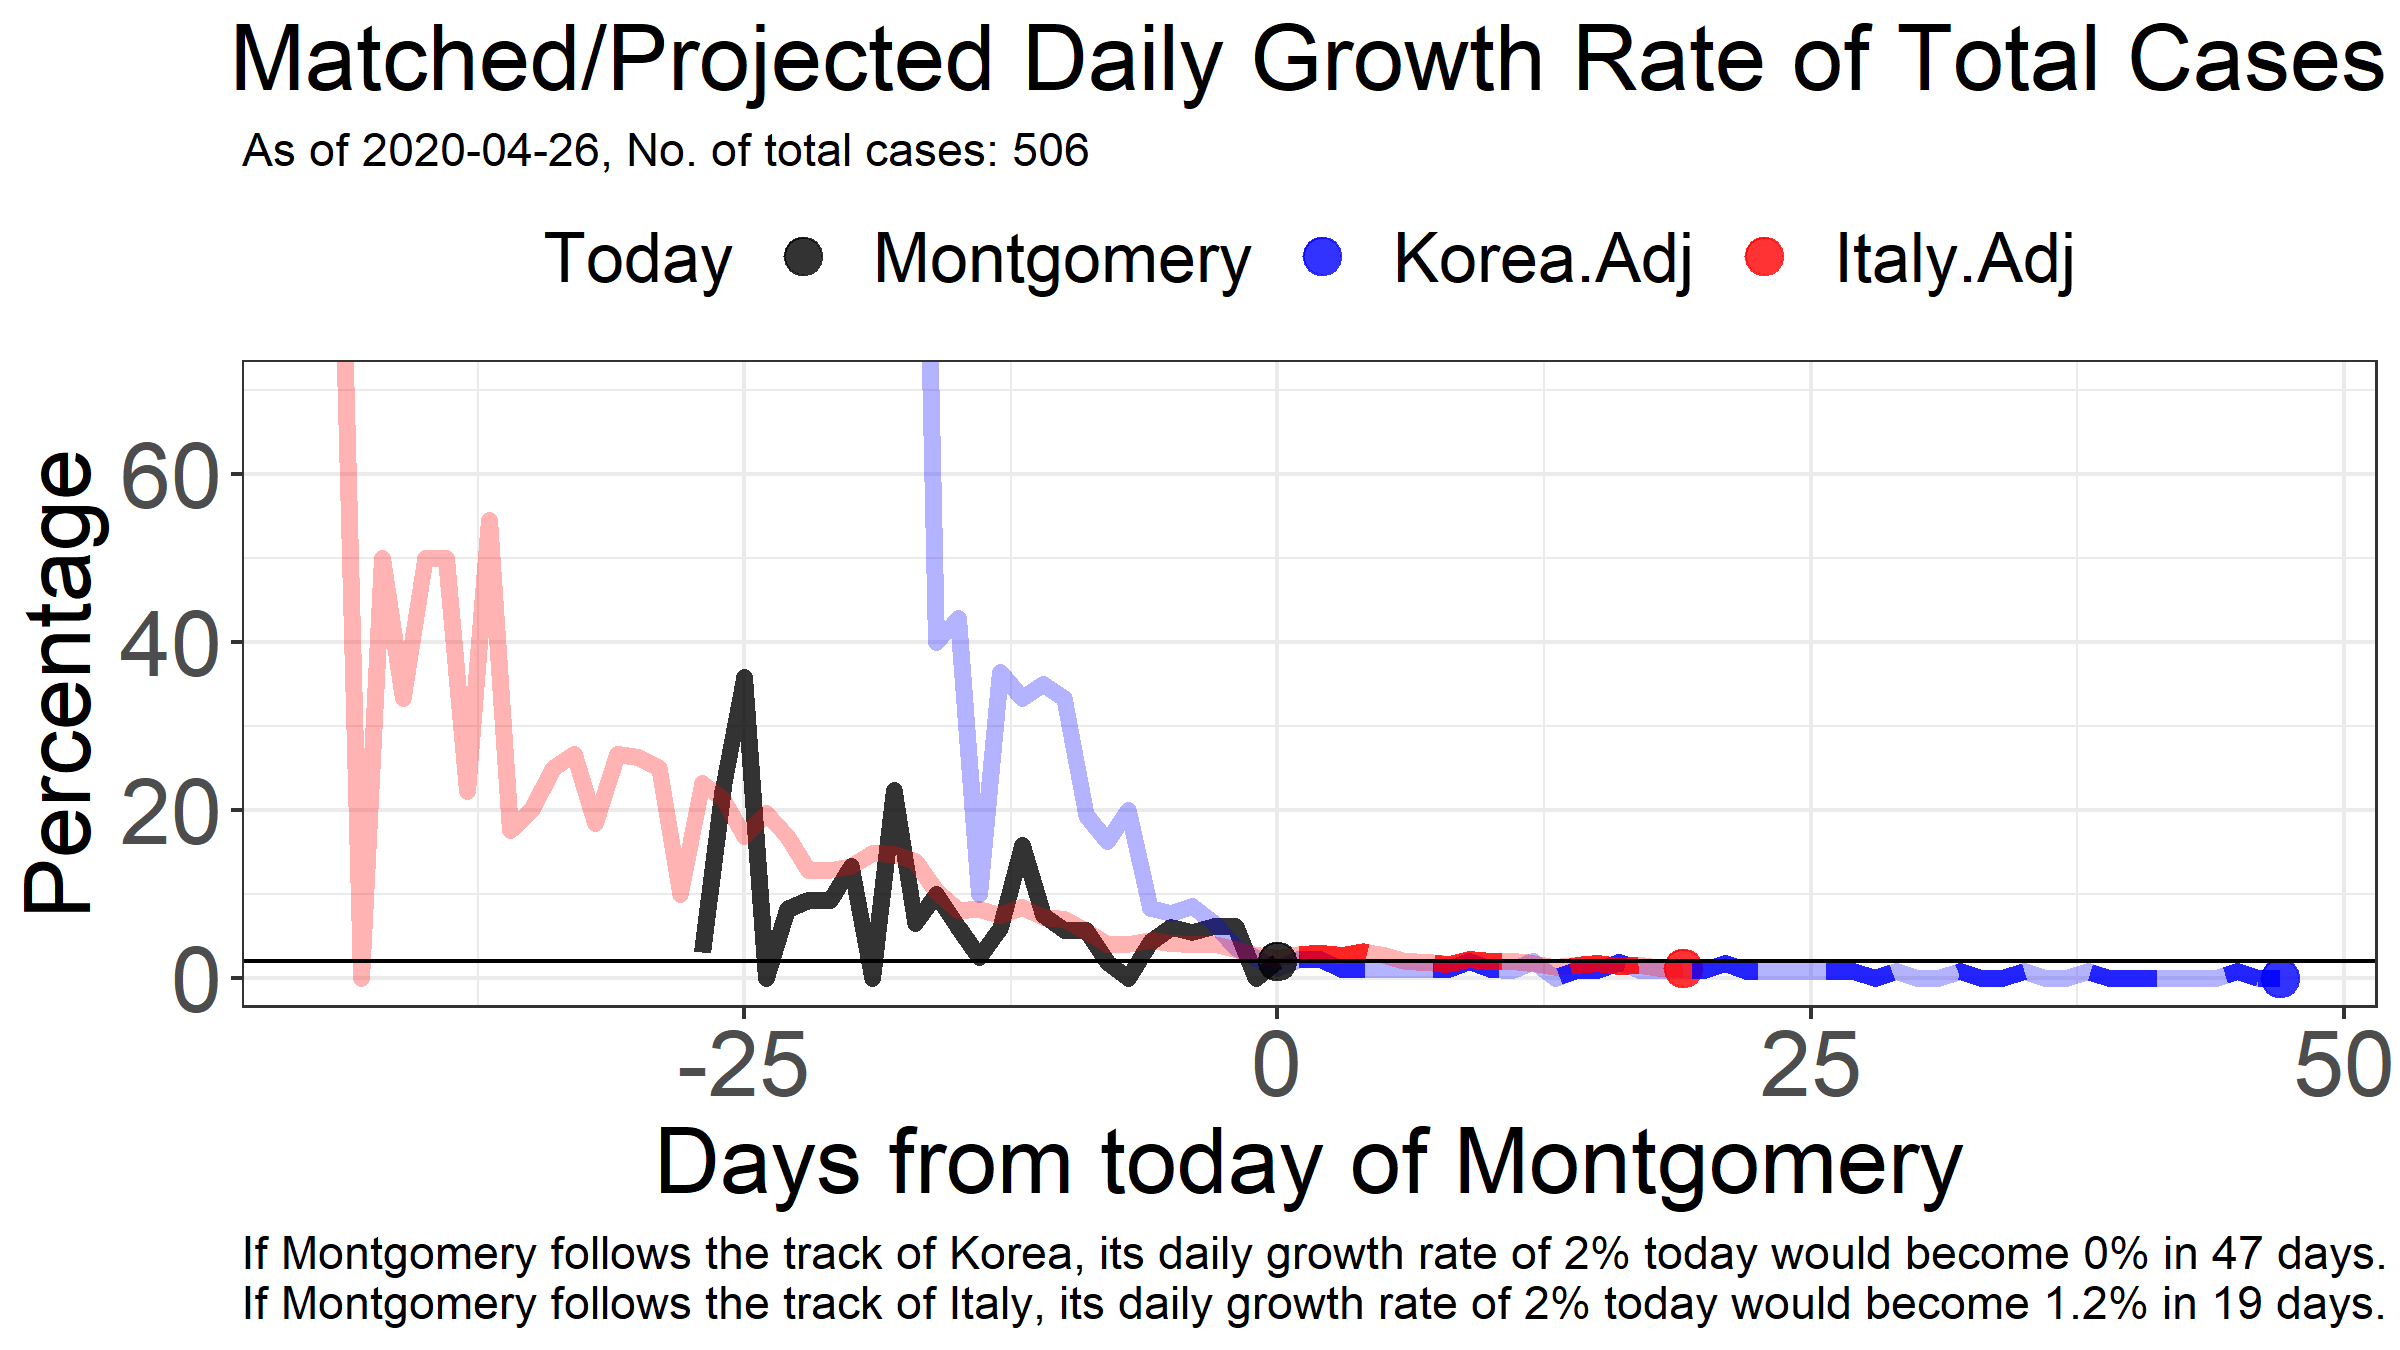 Matched/Projected Daily Growth Rate of Total Cases
As of 2020-04-26, No. of total cases: 506
Today Montgomery Korea.Adj Italy.Adj
Percentage
60
40
20
0
-25 0 25 50
Days from today of Montgomery
If Montgomery follows the track of Korea, its daily growth rate of 2% today would become 0% in 47 days.
If Montgomery follows the track of Italy, its daily growth rate of 2% today would become 1.2% in 19 days.